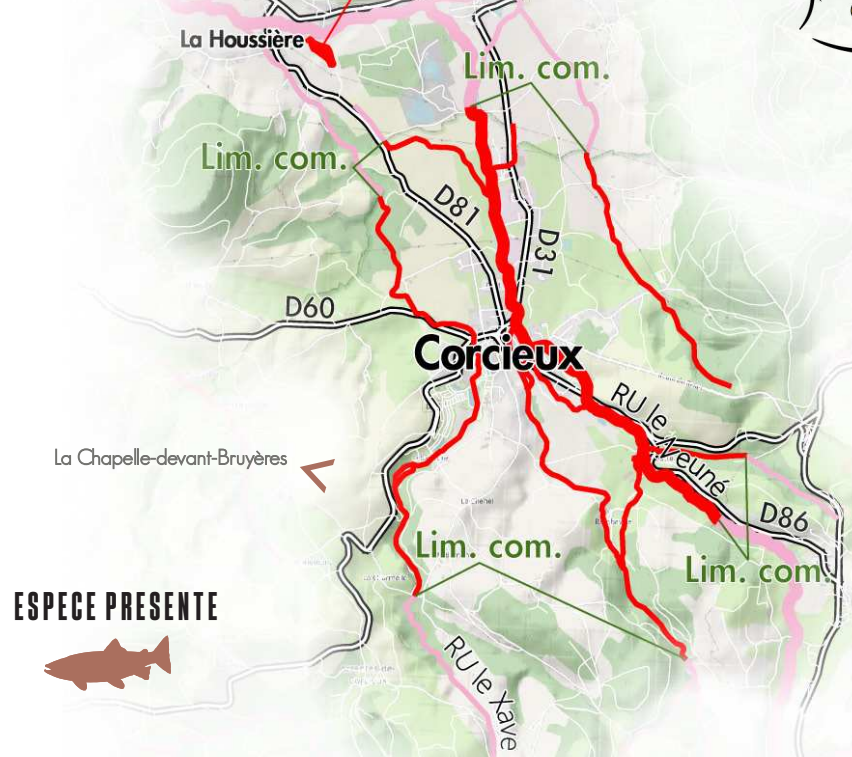 La Houssière
Lim. com.
Lim. com.
D81
D31
D60
Corcieux
RU le Neuné
La Chapelle-devant-Bruyères
D86
Lim. com.
Lim. com.
ESPECE PRESENTE
RU le Xave